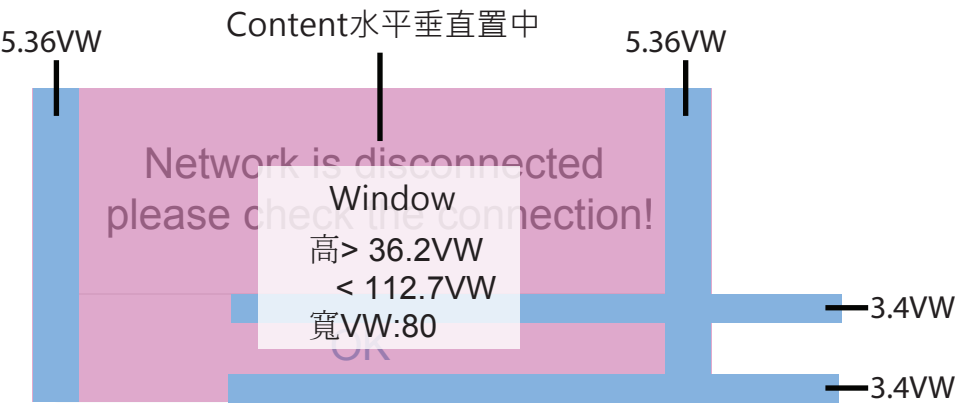 Content水平垂直置中
5.36VW
5.36VW
Network is disconnected
please check the connection!
Window
高> 36.2VW
< 112.7VW
寬VW:80
OK
3.4VW
3.4VW